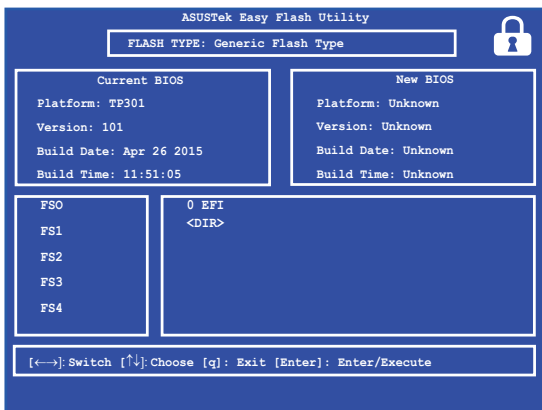 ASUSTek Easy Flash Utility
FLASH TYPE: Generic Flash Type
Current BIOS
Platform: TP301
Version: 101
Build Date: Apr 26 2015
Build Time: 11:51:05
New BIOS
Platform: Unknown
Version: Unknown
Build Date: Unknown
Build Time: Unknown
FSO
FS1
FS2
FS3
FS4
0 EFI
<DIR>
[←→]: Switch [↑↓]: Choose [q]: Exit [Enter]: Enter/Execute